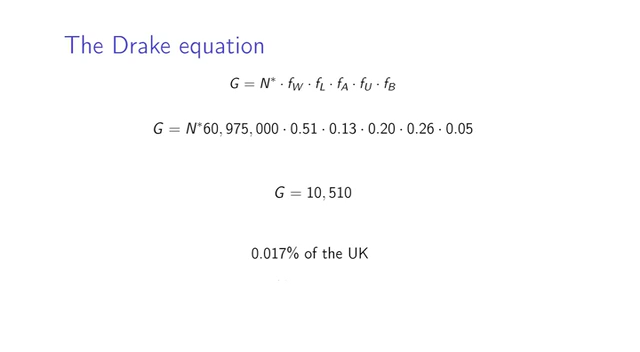 The Drake equation
G = N* · f_W · f_L · f_A · f_U · f_B
G = N*60,975,000 · 0.51 · 0.13 · 0.20 · 0.26 · 0.05
G = 10,510
0.017% of the UK